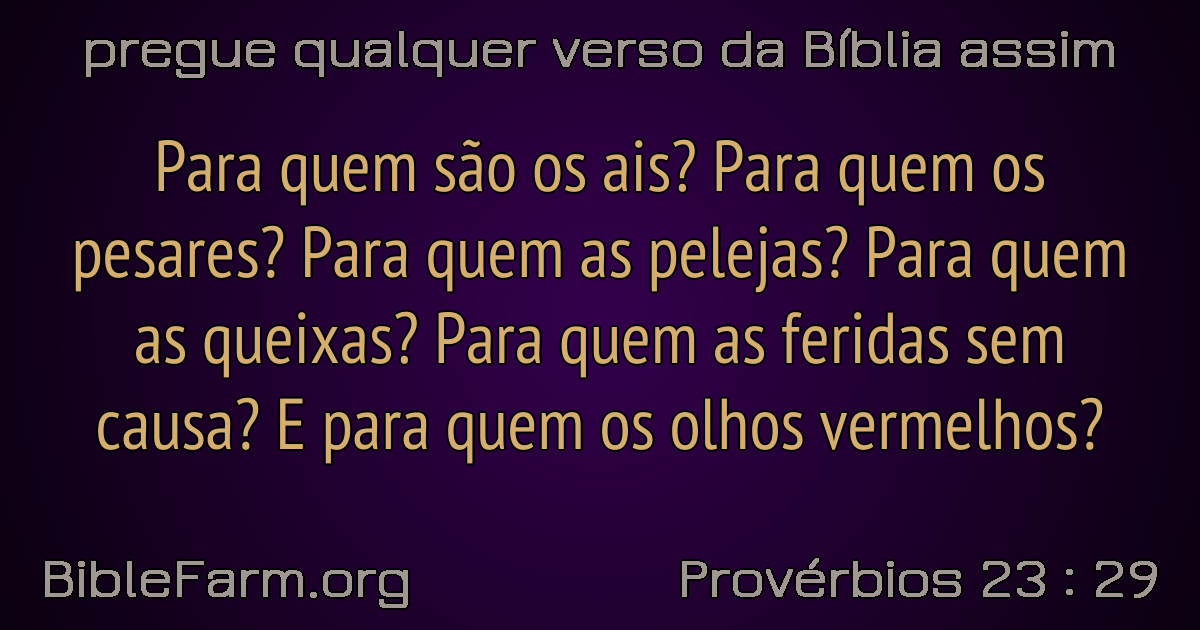 pregue qualquer verso da Bíblia assim
Para quem são os ais? Para quem os
pesares? Para quem as pelejas? Para quem
as queixas? Para quem as feridas sem
causa? E para quem os olhos vermelhos?
BibleFarm.org
Provérbios 23 : 29